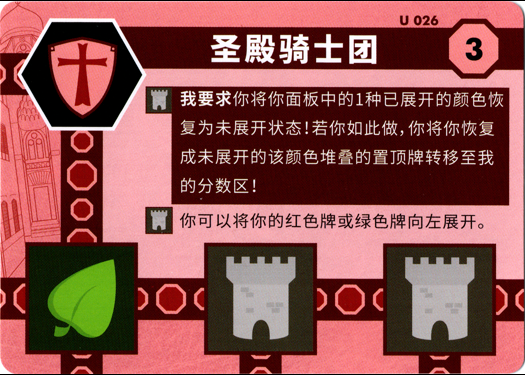 U 026
圣殿骑士团
3
我要求你将你面板中的1种已展开的颜色恢
复为未展开状态!若你如此做,你将你恢复
成未展开的该颜色堆叠的置顶牌转移至我
的分数区!
你可以将你的红色牌或绿色牌向左展开。